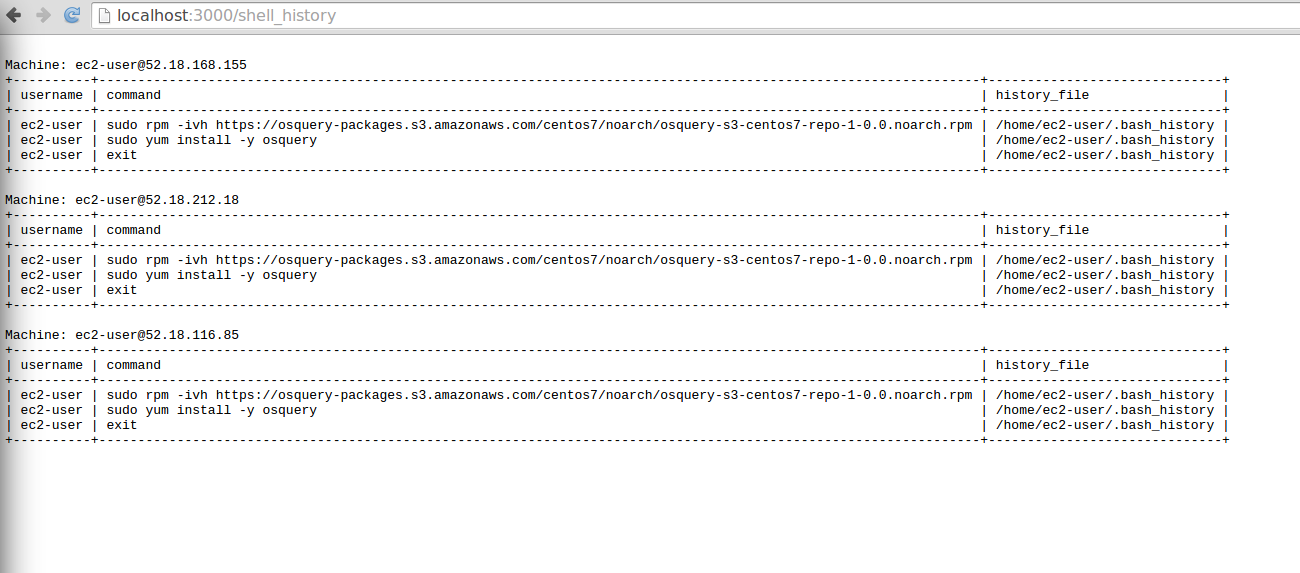 localhost:3000/shell_history
Machine: ec2-user@52.18.168.155
+----------+-----------------------------------------------------------------------------------------------------------------+------------------------------+
| username | command | history_file |
+----------+-----------------------------------------------------------------------------------------------------------------+------------------------------+
| ec2-user | sudo rpm -ivh https://osquery-packages.s3.amazonaws.com/centos7/noarch/osquery-s3-centos7-repo-1-0.0.noarch.rpm | /home/ec2-user/.bash_history |
| ec2-user | sudo yum install -y osquery | /home/ec2-user/.bash_history |
| ec2-user | exit | /home/ec2-user/.bash_history |
+----------+-----------------------------------------------------------------------------------------------------------------+------------------------------+
Machine: ec2-user@52.18.212.18
+----------+-----------------------------------------------------------------------------------------------------------------+------------------------------+
| username | command | history_file |
+----------+-----------------------------------------------------------------------------------------------------------------+------------------------------+
| ec2-user | sudo rpm -ivh https://osquery-packages.s3.amazonaws.com/centos7/noarch/osquery-s3-centos7-repo-1-0.0.noarch.rpm | /home/ec2-user/.bash_history |
| ec2-user | sudo yum install -y osquery | /home/ec2-user/.bash_history |
| ec2-user | exit | /home/ec2-user/.bash_history |
+----------+-----------------------------------------------------------------------------------------------------------------+------------------------------+
Machine: ec2-user@52.18.116.85
+----------+-----------------------------------------------------------------------------------------------------------------+------------------------------+
| username | command | history_file |
+----------+-----------------------------------------------------------------------------------------------------------------+------------------------------+
| ec2-user | sudo rpm -ivh https://osquery-packages.s3.amazonaws.com/centos7/noarch/osquery-s3-centos7-repo-1-0.0.noarch.rpm | /home/ec2-user/.bash_history |
| ec2-user | sudo yum install -y osquery | /home/ec2-user/.bash_history |
| ec2-user | exit | /home/ec2-user/.bash_history |
+----------+-----------------------------------------------------------------------------------------------------------------+------------------------------+